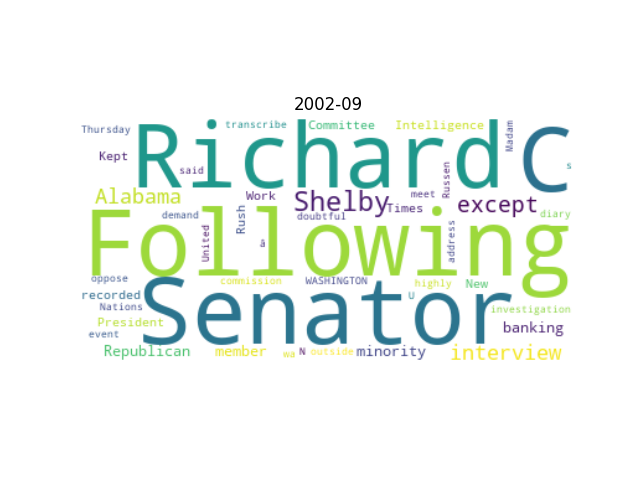 2002-09
Thursday transcribe Committee Intelligence Madam
Richard C
Kept said s
Alabama Work Shelby Times meet Russen except
demand Rush doubtful diary
Following
United â address
oppose commission WASHINGTON highly New
recorded Senator U
Nations investigation
President banking
event
Republican member wa N outside minority interview